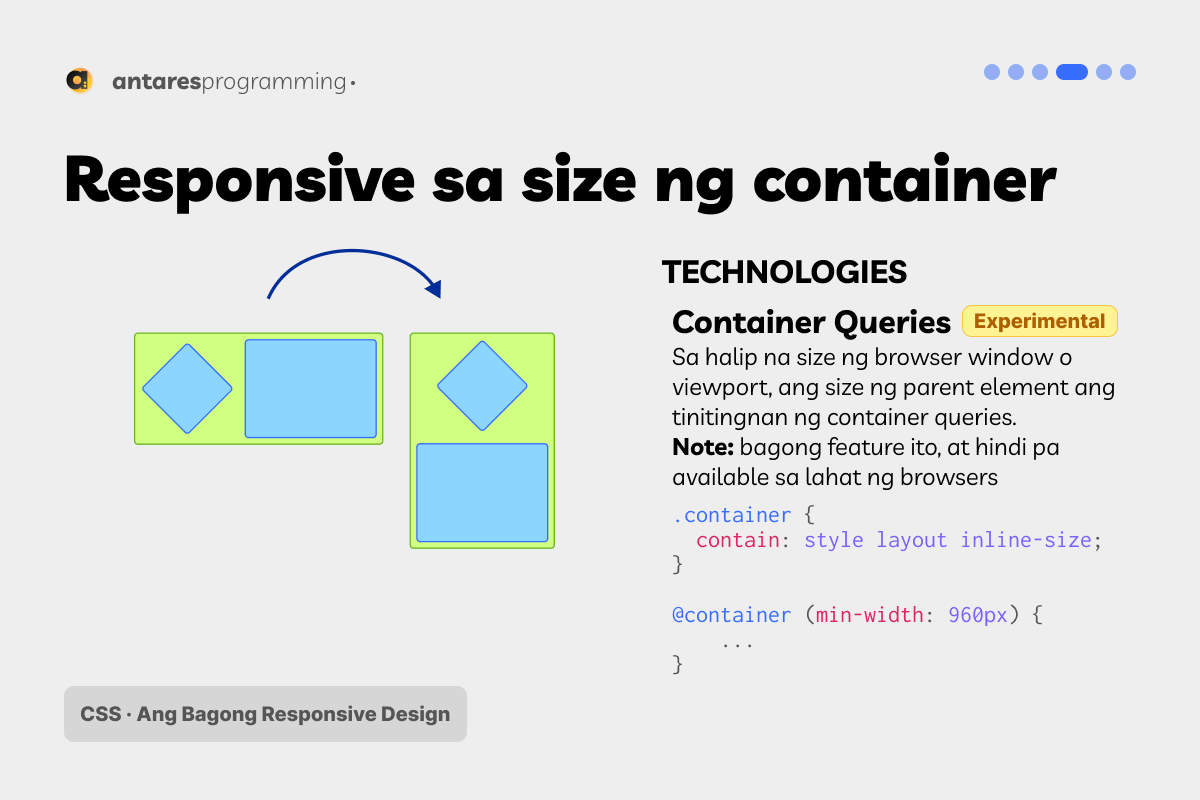 antaresprogramming·
Responsive sa size ng container
TECHNOLOGIES
Container Queries Experimental
Sa halip na size ng browser window o
viewport, ang size ng parent element ang
tinitingnan ng container queries.
Note: bagong feature ito, at hindi pa
available sa lahat ng browsers
.container {
  contain: style layout inline-size;
}
@container (min-width: 960px) {
    ...
}
CSS · Ang Bagong Responsive Design